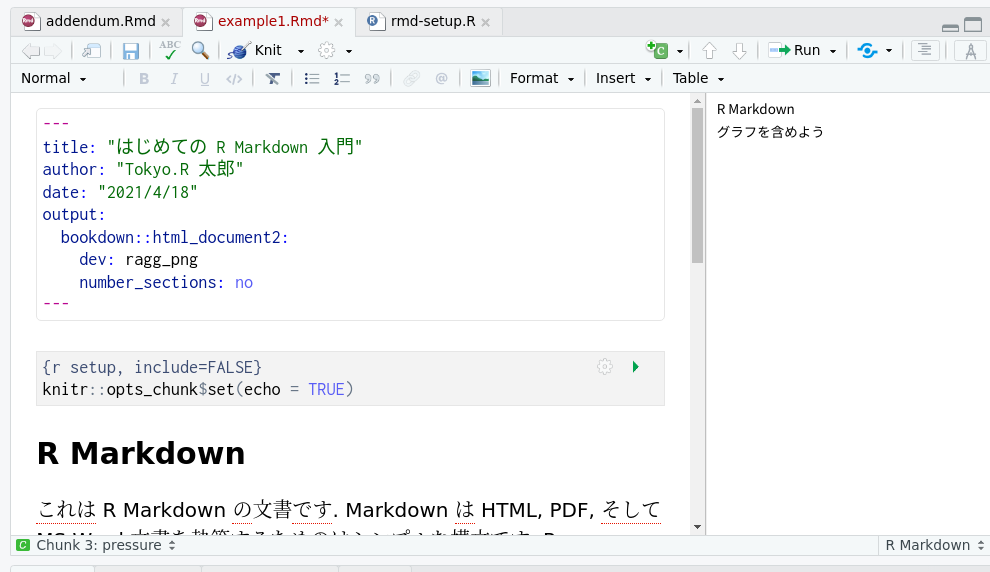 addendum.Rmd
example1.Rmd*
rmd-setup.R
ABC
Knit
C
Run
Normal
B I U </>
Format
Insert
Table
---
title: "はじめての R Markdown 入門"
author: "Tokyo.R 太郎"
date: "2021/4/18"
output:
bookdown::html_document2:
dev: ragg_png
number_sections: no
---
{r setup, include=FALSE}
knitr::opts_chunk$set(echo = TRUE)
R Markdown
これは R Markdown の文書です. Markdown は HTML, PDF, そして
R Markdown
グラフを含めよう
C Chunk 3: pressure
R Markdown